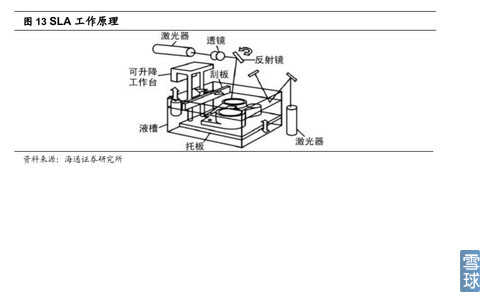 图 13 SLA 工作原理
激光器
透镜
反射镜
可升降
工作台
刮板
液槽
托板
激光器
资料来源：海通证券研究所
雪球